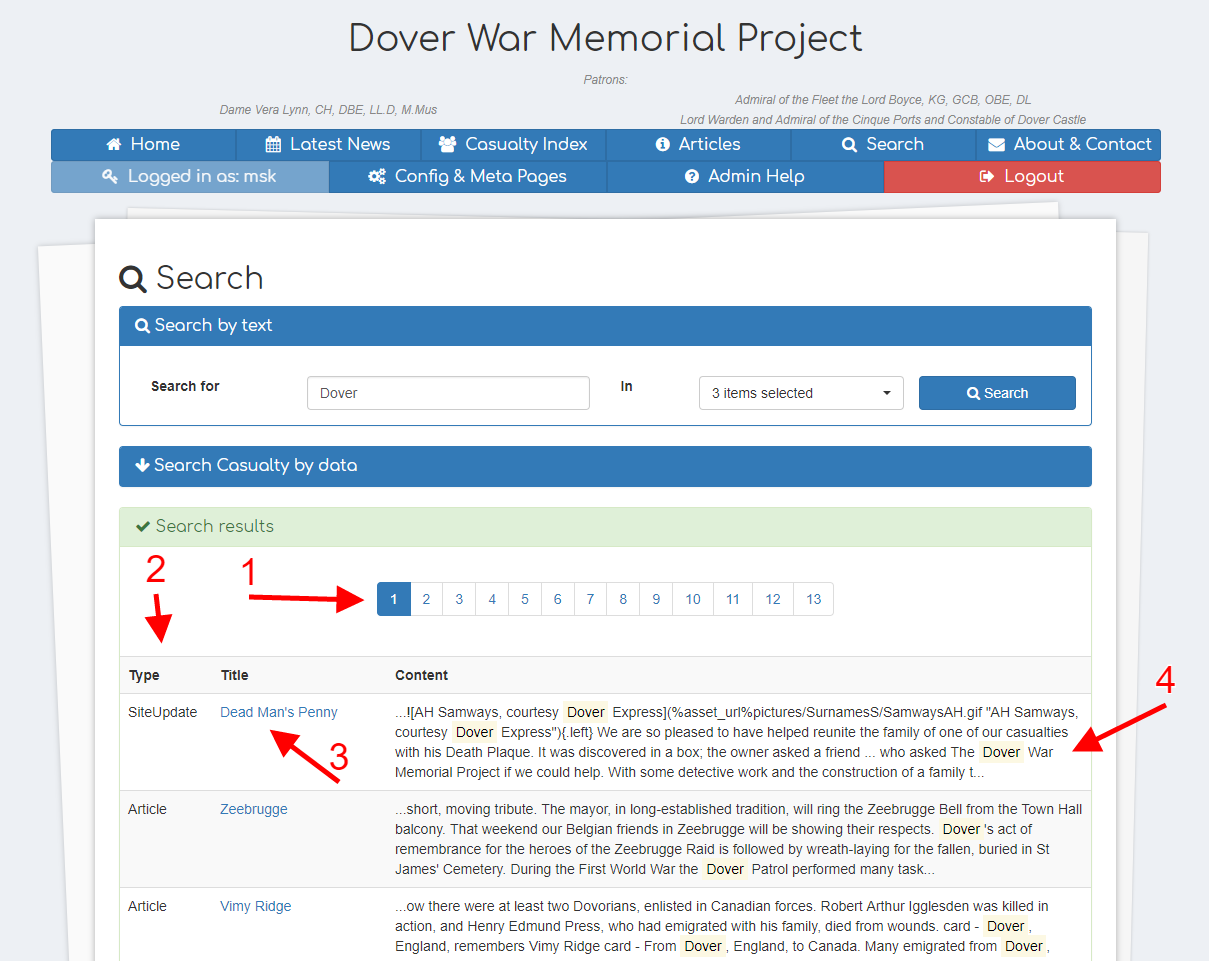 Dover War Memorial Project
Patrons:
Dame Vera Lynn, CH, DBE, LL.D, M.Mus
Admiral of the Fleet the Lord Boyce, KG, GCB, OBE, DL
Lord Warden and Admiral of the Cinque Ports and Constable of Dover Castle
Home Latest News Casualty Index Articles Search About & Contact
Logged in as: msk Config & Meta Pages Admin Help Logout
Search
Search by text
Search for Dover In 3 items selected Search
Search Casualty by data
Search results
2 1
1 2 3 4 5 6 7 8 9 10 11 12 13
4
Type Title Content
SiteUpdate Dead Man's Penny ...![AH Samways, courtesy Dover Express](%asset_url%pictures/SurnamesS/SamwaysAH.gif "AH Samways,
courtesy Dover Express"){.left} We are so pleased to have helped reunite the family of one of our casualties
3 with his Death Plaque. It was discovered in a box; the owner asked a friend ... who asked The Dover War
Memorial Project if we could help. With some detective work and the construction of a family t...
Article Zeebrugge ...short, moving tribute. The mayor, in long-established tradition, will ring the Zeebrugge Bell from the Town Hall
balcony. That weekend our Belgian friends in Zeebrugge will be showing their respects. Dover's act of
remembrance for the heroes of the Zeebrugge Raid is followed by wreath-laying for the fallen, buried in St
James' Cemetery. During the First World War the Dover Patrol performed many task...
Article Vimy Ridge ...ow there were at least two Dovorians, enlisted in Canadian forces. Robert Arthur Igglesden was killed in
action, and Henry Edmund Press, who had emigrated with his family, died from wounds. card - Dover,
England, remembers Vimy Ridge card - From Dover, England, to Canada. Many emigrated from Dover,